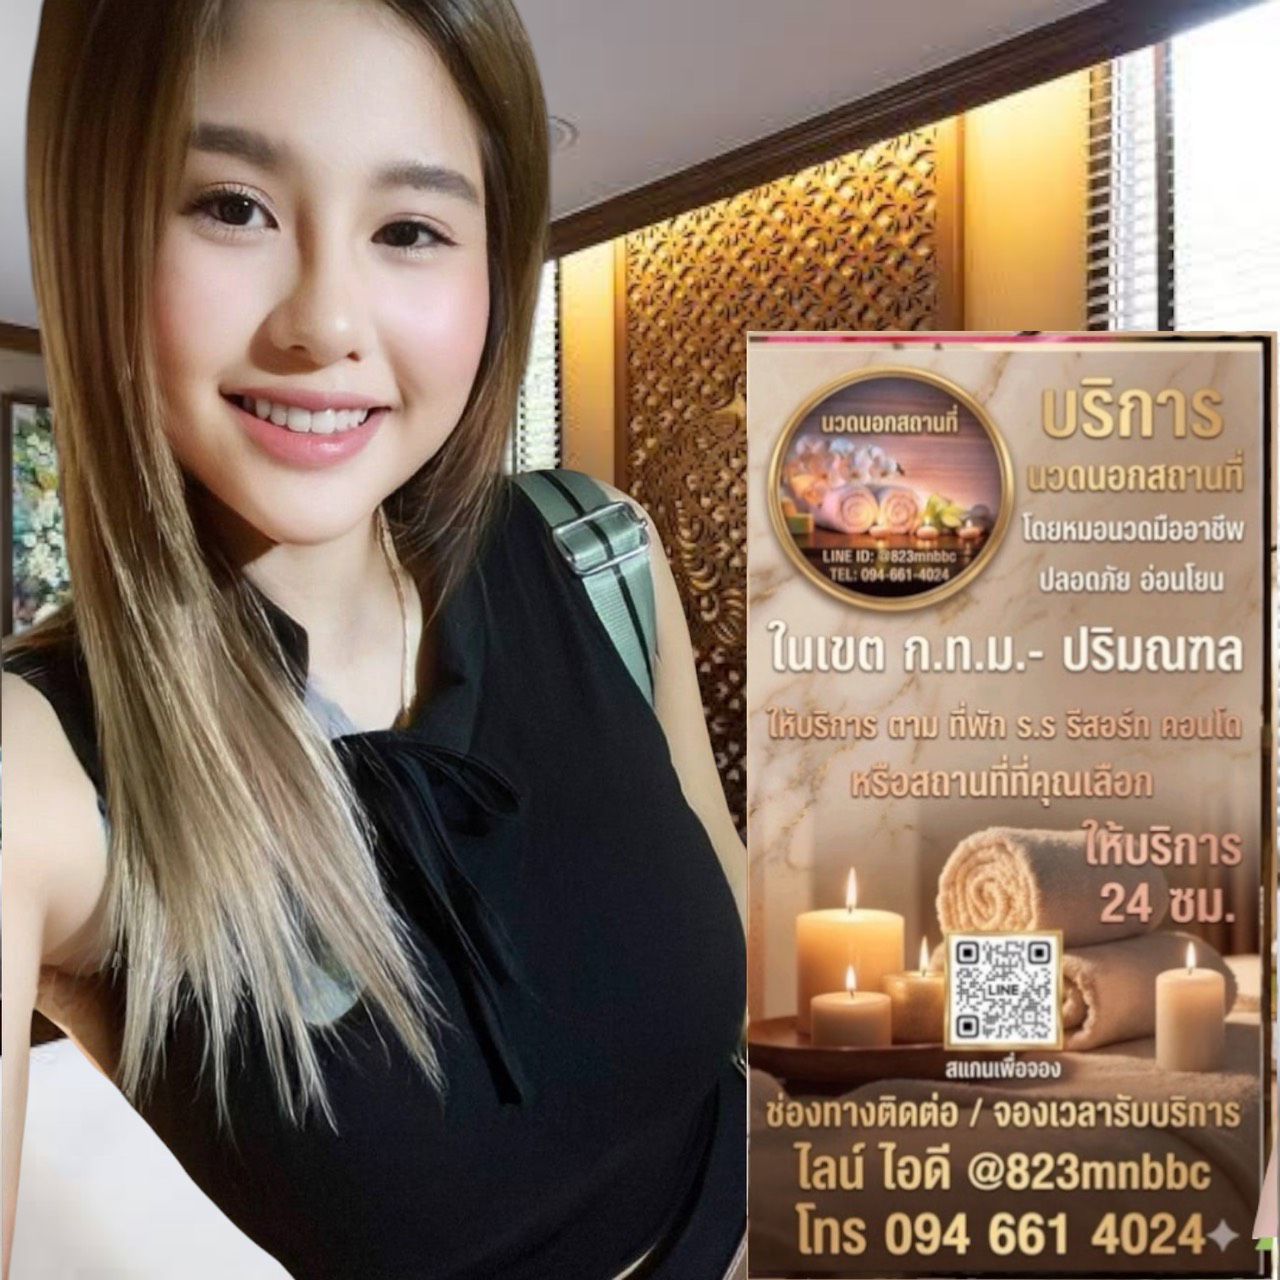 นวดนอกสถานที่
LINE ID: @823mnbbc
TEL: 094-661-4024
บริการ
นวดนอกสถานที่
โดยหมอนวดมืออาชีพ
ปลอดภัย อ่อนโยน
ในเขต ก.ท.ม.- ปริมณฑล
ให้บริการ ตาม ที่พัก ร.ร รีสอร์ท คอนโด
หรือสถานที่ที่คุณเลือก
ให้บริการ
24 ซม.
LINE
สแกนเพื่อจอง
ช่องทางติดต่อ / จองเวลารับบริการ
ไลน์ ไอดี @823mnbbc
โทร 094 661 4024